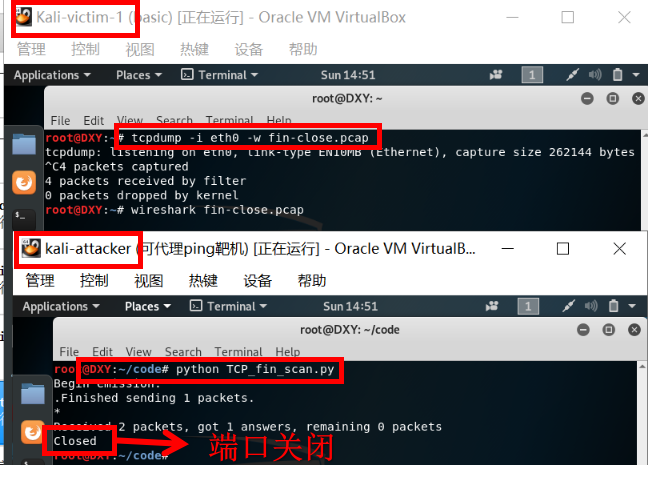 Kali-victim-1 (basic) [正在运行] - Oracle VM VirtualBox
管理 控制 视图 热键 设备 帮助
Applications Places Terminal Sun 14:51 1
root@DXY: ~
File Edit View Search Terminal Help
root@DXY:~# tcpdump -i eth0 -w fin-close.pcap
tcpdump: listening on eth0, link-type EN10MB (Ethernet), capture size 262144 bytes
^C4 packets captured
4 packets received by filter
0 packets dropped by kernel
root@DXY:~# wireshark fin-close.pcap
kali-attacker (可代理ping靶机) [正在运行] - Oracle VM VirtualB...
管理 控制 视图 热键 设备 帮助
Applications Places Terminal Sun 14:51 1
root@DXY: ~/code
File Edit View Search Terminal Help
root@DXY:~/code# python TCP_fin_scan.py
Begin emission:
.Finished sending 1 packets.
*
Received 2 packets, got 1 answers, remaining 0 packets
Closed 端口关闭
root@DXY:~/code#